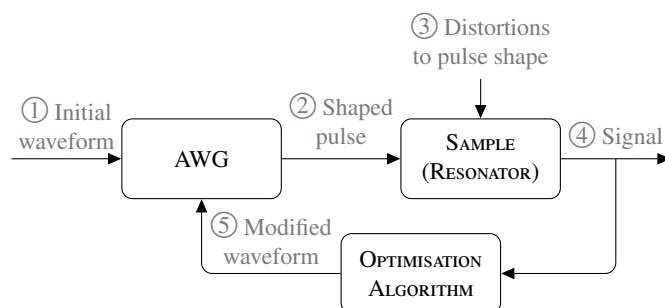 ③ Distortions
to pulse shape
① Initial
waveform
② Shaped
pulse
④ Signal
AWG
SAMPLE
(RESONATOR)
⑤ Modified
waveform
OPTIMISATION
ALGORITHM